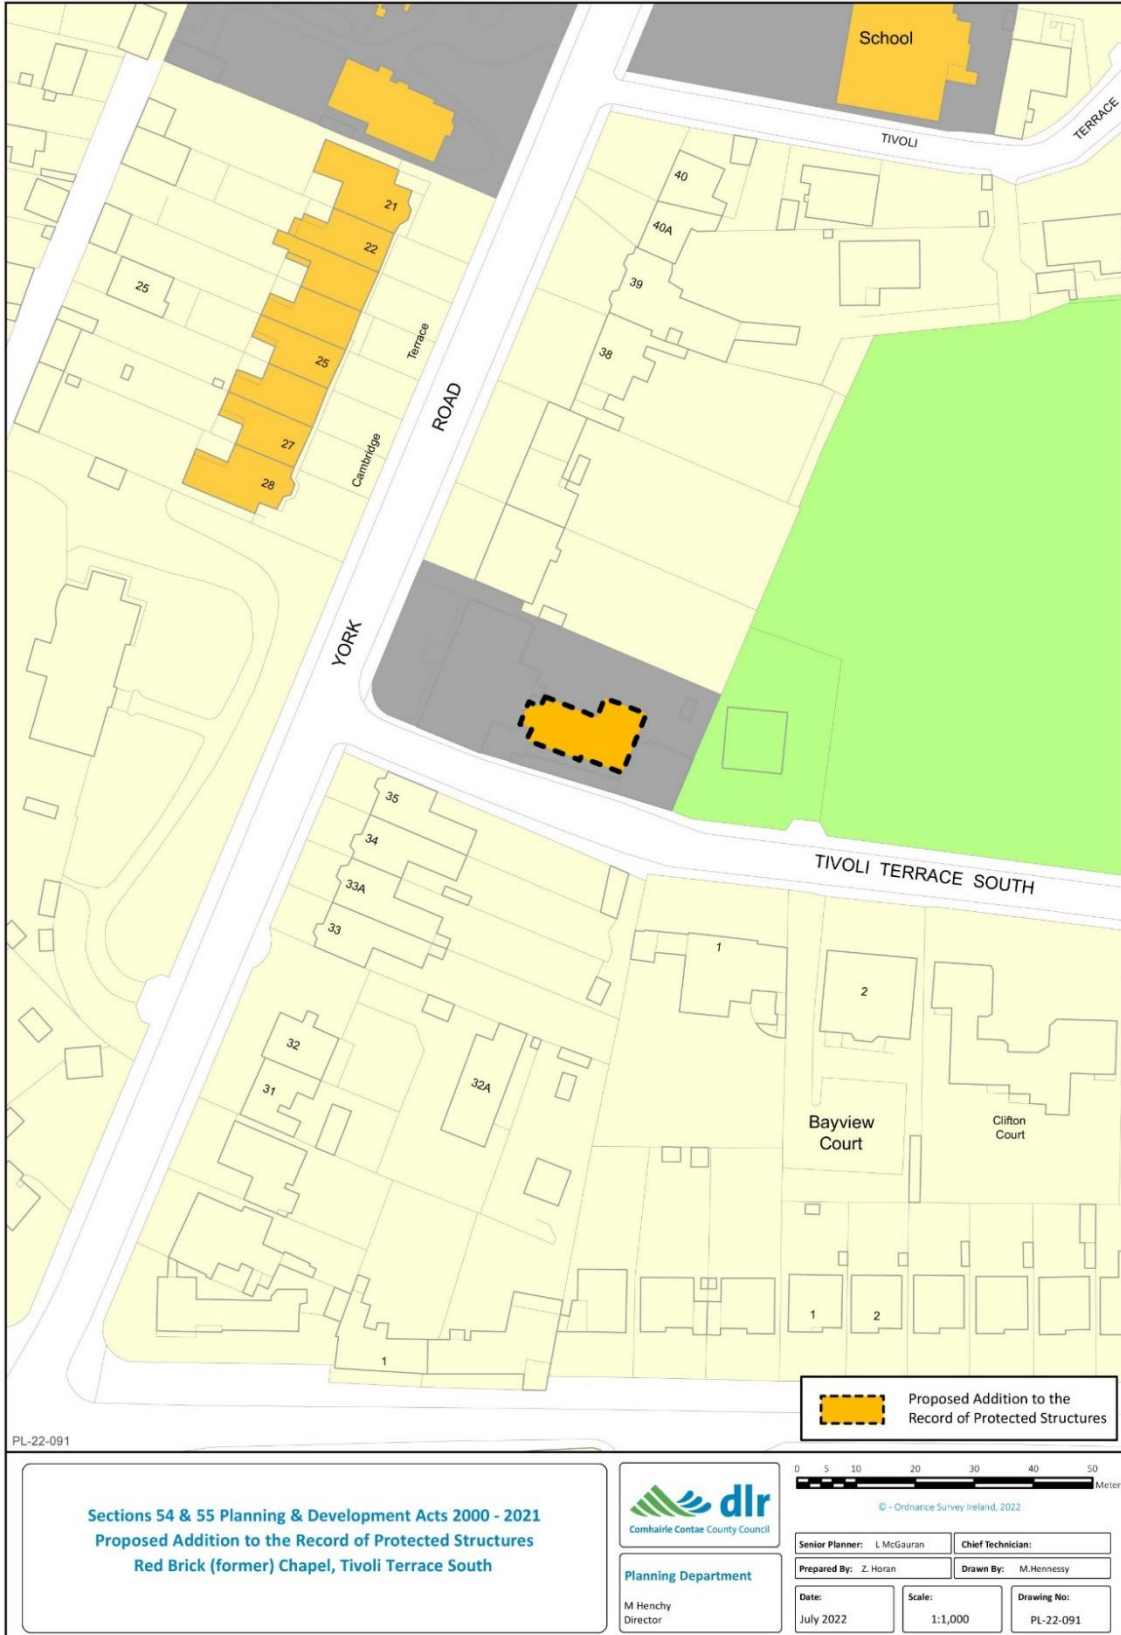 School
TIVOLI
TERRACE
40
21
40A
22
39
25
Terrace
25
38
ROAD
27
Cambridge
28
YORK
35
34
TIVOLI TERRACE SOUTH
33A
33
1
2
32
32A
31
Bayview
Court
Clifton
Court
1
2
1
Proposed Addition to the
Record of Protected Structures
PL-22-091
Sections 54 & 55 Planning & Development Acts 2000 - 2021
Proposed Addition to the Record of Protected Structures
Red Brick (former) Chapel, Tivoli Terrace South
dlr
Comhairle Contae County Council
Planning Department
M Henchy
Director
0 5 10 20 30 40 50
Meter
© - Ordnance Survey Ireland, 2022
Senior Planner: L McGauran
Chief Technician:
Prepared By: Z. Horan
Drawn By: M.Hennessy
Date:
July 2022
Scale:
1:1,000
Drawing No:
PL-22-091